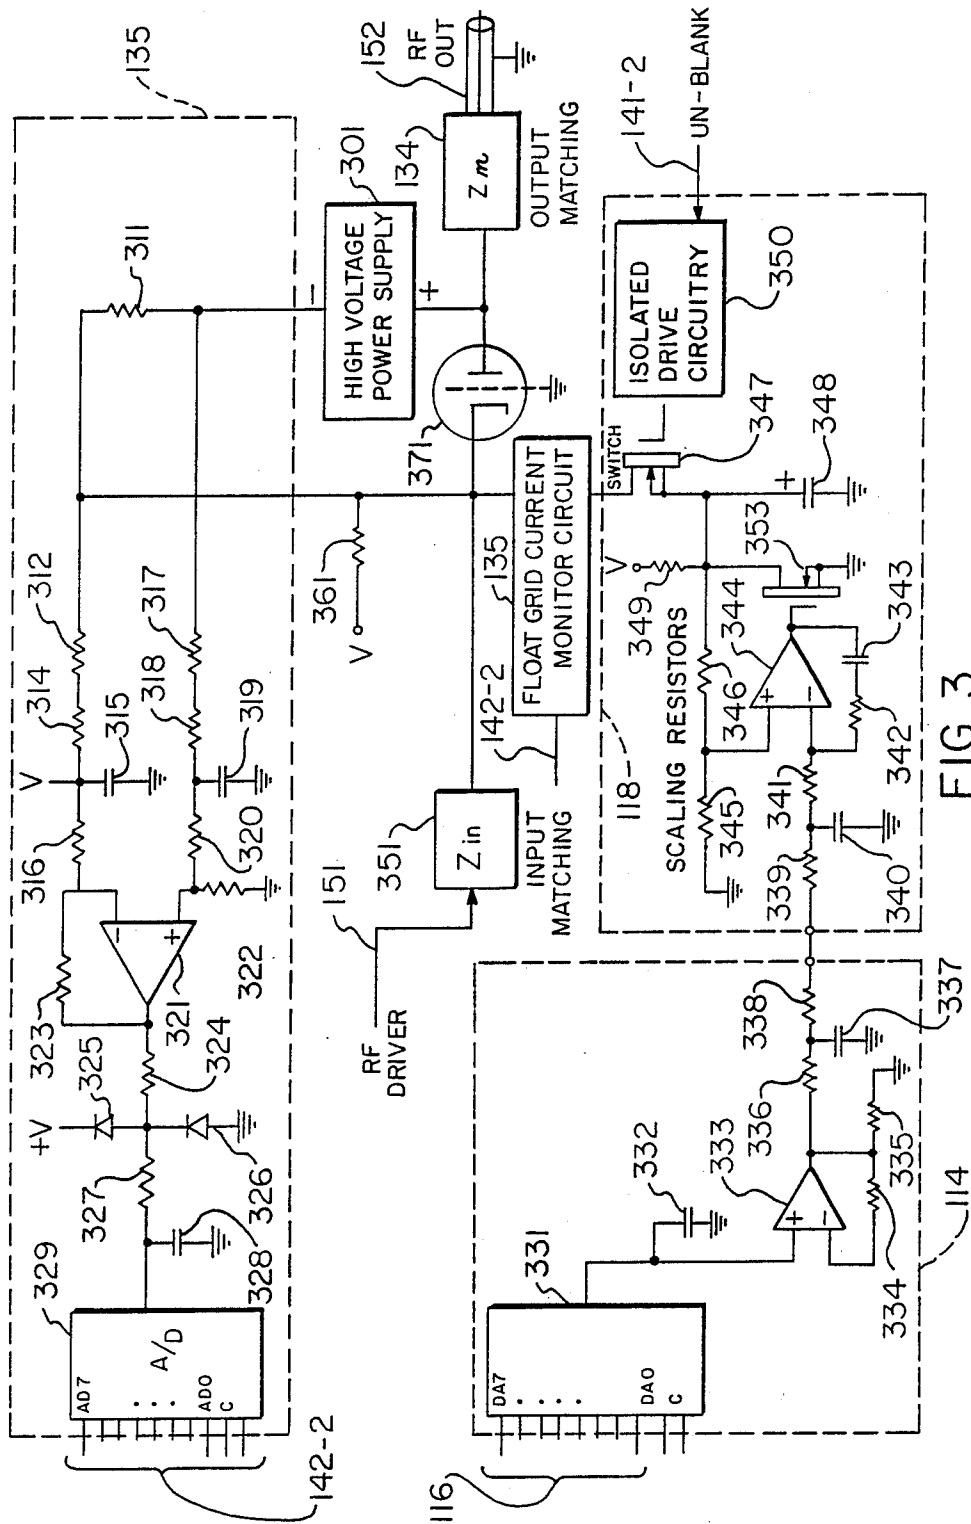 135
311
312
314
315
V
316
317
318
319
320
322
323
−
+
321
324
325
+V
326
327
328
329
A/D
AD7
AD0
C
142-2
152
RF
OUT
134
Zm
OUTPUT
MATCHING
301
HIGH VOLTAGE
POWER SUPPLY
−
+
371
361
V
135
FLOAT GRID CURRENT
MONITOR CIRCUIT
142-2
351
Zin
INPUT
MATCHING
151
RF
DRIVER
141-2
UN-BLANK
350
ISOLATED
DRIVE
CIRCUITRY
SWITCH
347
+
348
353
V
349
344
343
346
+
−
342
SCALING RESISTORS
118
345
341
339
340
338
337
336
335
333
+
−
334
332
331
DA7
DA0
C
116
114
FIG. 3